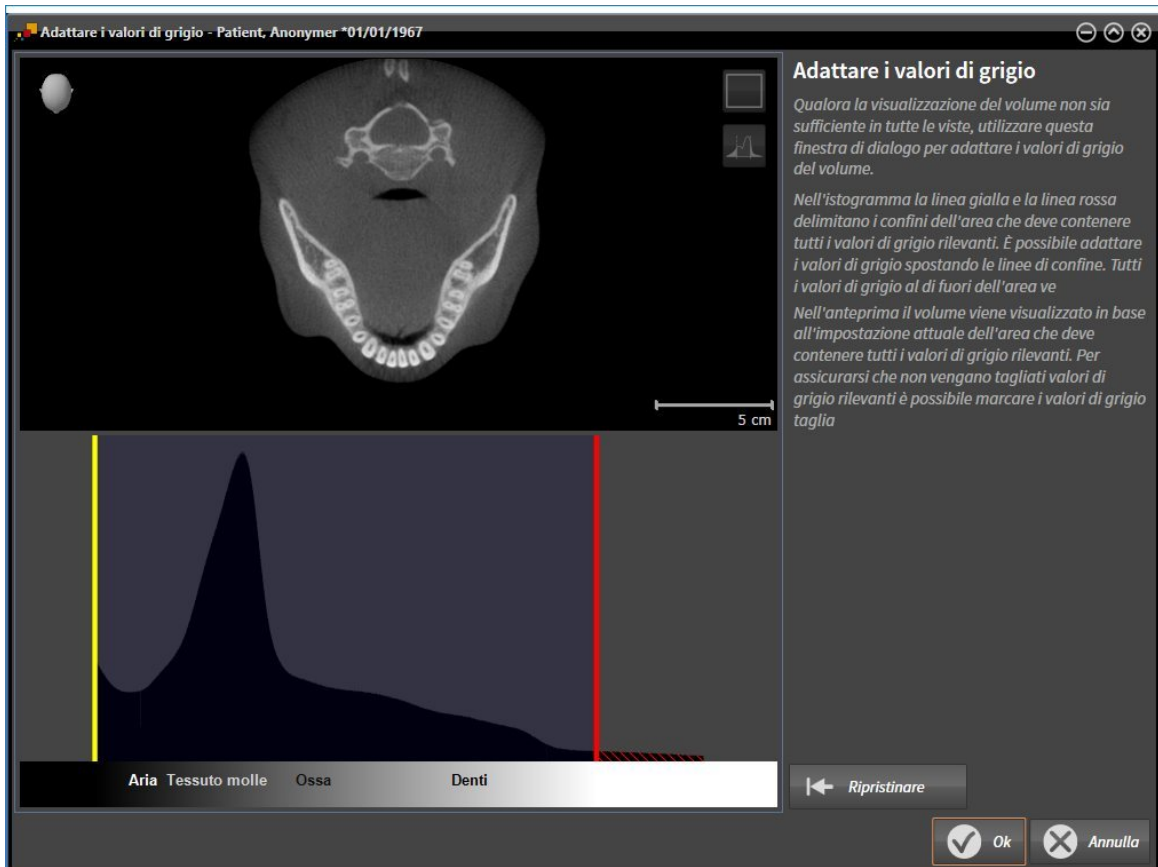 Adattare i valori di grigio - Patient, Anonymer *01/01/1967
Adattare i valori di grigio
Qualora la visualizzazione del volume non sia
sufficiente in tutte le viste, utilizzare questa
finestra di dialogo per adattare i valori di grigio
del volume.
Nell'istogramma la linea gialla e la linea rossa
delimitano i confini dell'area che deve contenere
tutti i valori di grigio rilevanti. È possibile adattare
i valori di grigio spostando le linee di confine. Tutti
i valori di grigio al di fuori dell'area ve
Nell'anteprima il volume viene visualizzato in base
all'impostazione attuale dell'area che deve
contenere tutti i valori di grigio rilevanti. Per
assicurarsi che non vengano tagliati valori di
grigio rilevanti è possibile marcare i valori di grigio
taglia
5 cm
Aria Tessuto molle Ossa Denti
Ripristinare
Ok Annulla